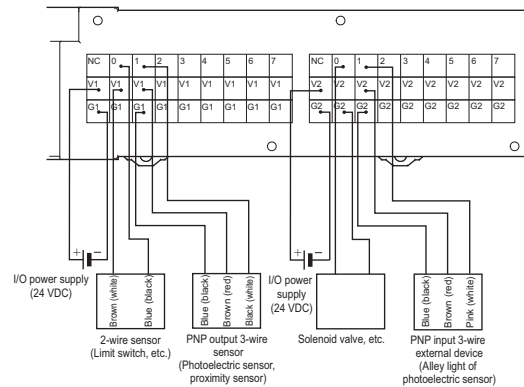 NC 0 1 2 3 4 5 6 7 NC 0 1 2 3 4 5 6 7
V1 V1 V1 V1 V1 V1 V1 V1 V1 V2 V2 V2 V2 V2 V2 V2 V2 V2
G1 G1 G1 G1 G1 G1 G1 G1 G1 G2 G2 G2 G2 G2 G2 G2 G2 G2
+ − + −
I/O power supply
(24 VDC)
Brown (white)
Blue (black)
2-wire sensor
(Limit switch, etc.)
Blue (black)
Brown (red)
Black (white)
PNP output 3-wire
sensor
(Photoelectric sensor,
proximity sensor)
I/O power
supply
(24 VDC)
Solenoid valve, etc.
Blue (black)
Brown (red)
Pink (white)
PNP input 3-wire
external device
(Alley light of
photoelectric sensor)